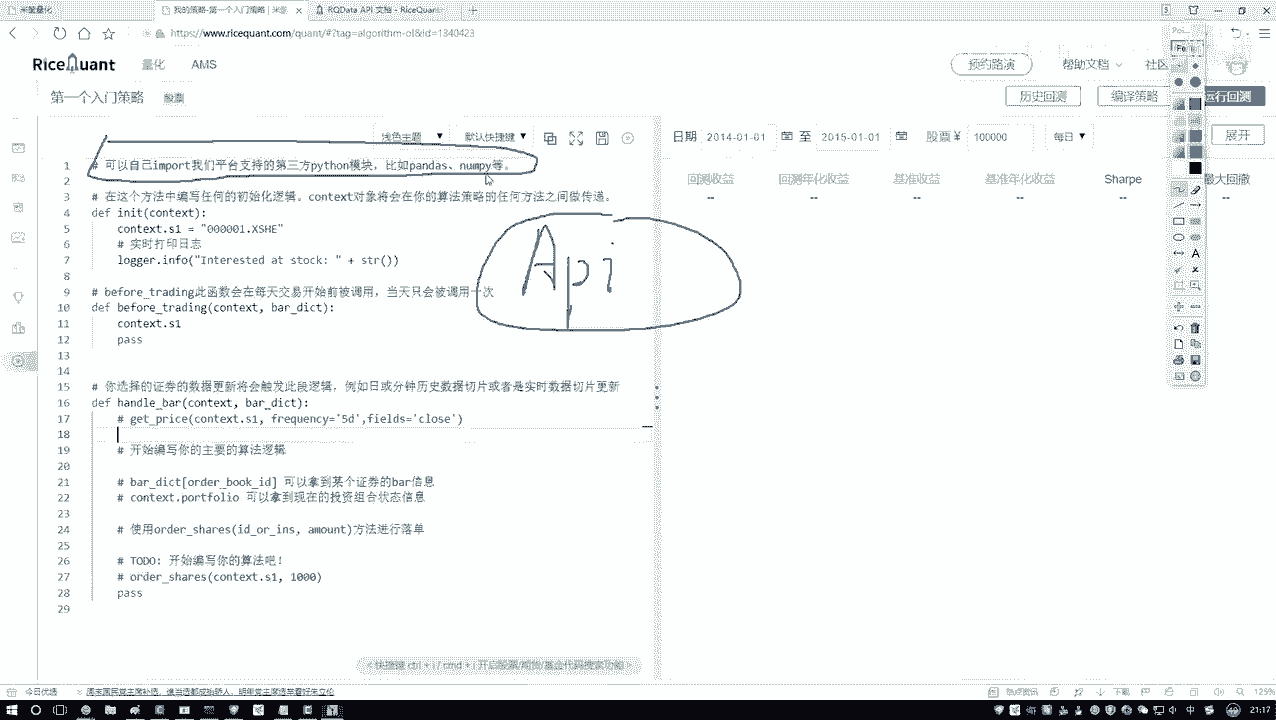 米筐量化
我的策略-第一个入门策略 | 米筐
RQData API 文档 - RiceQuant
https://www.ricequant.com/quant/#?tag=algorithm-ol&id=1340423
RiceQuant 量化 AMS 预约路演 帮助文档 社区
第一个入门策略 股票 历史回测 编译策略 运行回测
浅色主题 默认快捷键 日期 2014-01-01 至 2015-01-01 股票 ¥ 100000 每日 展开
回测收益 回测年化收益 基准收益 基准年化收益 Sharpe 最大回撤
-- -- -- -- -- --
1 # 可以自己import我们平台支持的第三方python模块，比如pandas、numpy等。
2
3 # 在这个方法中编写任何的初始化逻辑。context对象将会在你的算法策略的任何方法之间做传递。
4 def init(context):
5 context.s1 = "000001.XSHE"
6 # 实时打印日志
7 logger.info("Interested at stock: " + str())
8
9 # before_trading此函数会在每天交易开始前被调用，当天只会被调用一次
10 def before_trading(context, bar_dict):
11 context.s1
12 pass
13
14
15 # 你选择的证券的数据更新将会触发此段逻辑，例如日或分钟历史数据切片或者是实时数据切片更新
16 def handle_bar(context, bar_dict):
17 # get_price(context.s1, frequency='5d',fields='close')
18
19 # 开始编写你的主要的算法逻辑
20
21 # bar_dict[order_book_id] 可以拿到某个证券的bar信息
22 # context.portfolio 可以拿到现在的投资组合状态信息
23
24 # 使用order_shares(id_or_ins, amount)方法进行落单
25
26 # TODO: 开始编写你的算法吧!
27 # order_shares(context.s1, 1000)
28 pass
29
Api
今日优选
热点资讯 下载 125%
21:17